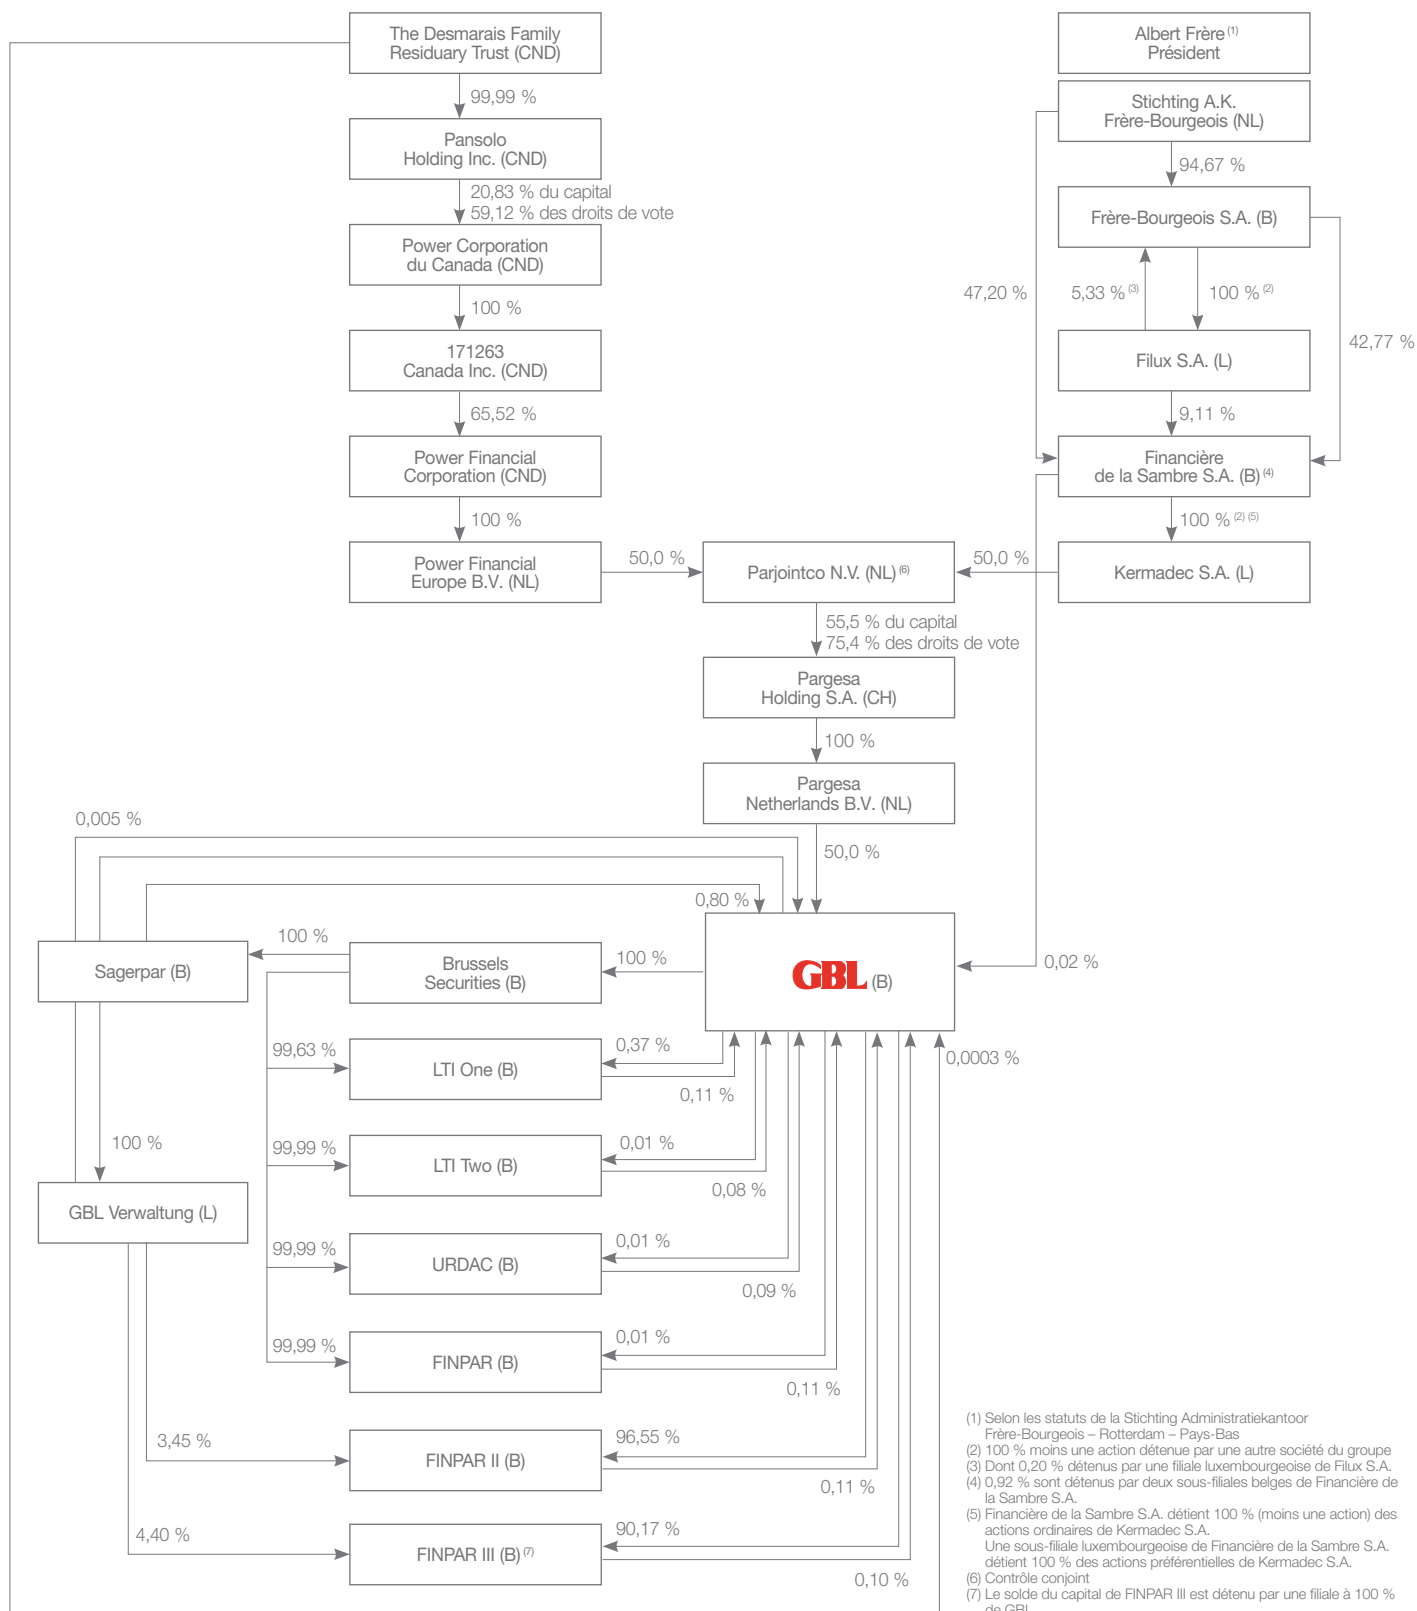 The Desmarais Family
Residuary Trust (CND)
99,99 %
Pansolo
Holding Inc. (CND)
20,83 % du capital
59,12 % des droits de vote
Power Corporation
du Canada (CND)
100 %
171263
Canada Inc. (CND)
65,52 %
Power Financial
Corporation (CND)
100 %
Power Financial
Europe B.V. (NL)
50,0 %
Albert Frère (1)
Président
Stichting A.K.
Frère-Bourgeois (NL)
94,67 %
Frère-Bourgeois S.A. (B)
47,20 %
5,33 % (3)
100 % (2)
42,77 %
Filux S.A. (L)
9,11 %
Financière
de la Sambre S.A. (B) (4)
100 % (2) (5)
Kermadec S.A. (L)
50,0 %
Parjointco N.V. (NL) (6)
55,5 % du capital
75,4 % des droits de vote
Pargesa
Holding S.A. (CH)
100 %
Pargesa
Netherlands B.V. (NL)
50,0 %
0,005 %
0,80 %
GBL (B)
0,02 %
0,0003 %
100 %
Brussels
Securities (B)
100 %
Sagerpar (B)
100 %
GBL Verwaltung (L)
99,63 %
LTI One (B)
0,37 %
0,11 %
99,99 %
LTI Two (B)
0,01 %
0,08 %
99,99 %
URDAC (B)
0,01 %
0,09 %
99,99 %
FINPAR (B)
0,01 %
0,11 %
3,45 %
FINPAR II (B)
96,55 %
0,11 %
4,40 %
FINPAR III (B) (7)
90,17 %
0,10 %
(1) Selon les statuts de la Stichting Administratiekantoor
Frère-Bourgeois – Rotterdam – Pays-Bas
(2) 100 % moins une action détenue par une autre société du groupe
(3) Dont 0,20 % détenus par une filiale luxembourgeoise de Filux S.A.
(4) 0,92 % sont détenus par deux sous-filiales belges de Financière de
la Sambre S.A.
(5) Financière de la Sambre S.A. détient 100 % (moins une action) des
actions ordinaires de Kermadec S.A.
Une sous-filiale luxembourgeoise de Financière de la Sambre S.A.
détient 100 % des actions préférentielles de Kermadec S.A.
(6) Contrôle conjoint
(7) Le solde du capital de FINPAR III est détenu par une filiale à 100 %
de GBL